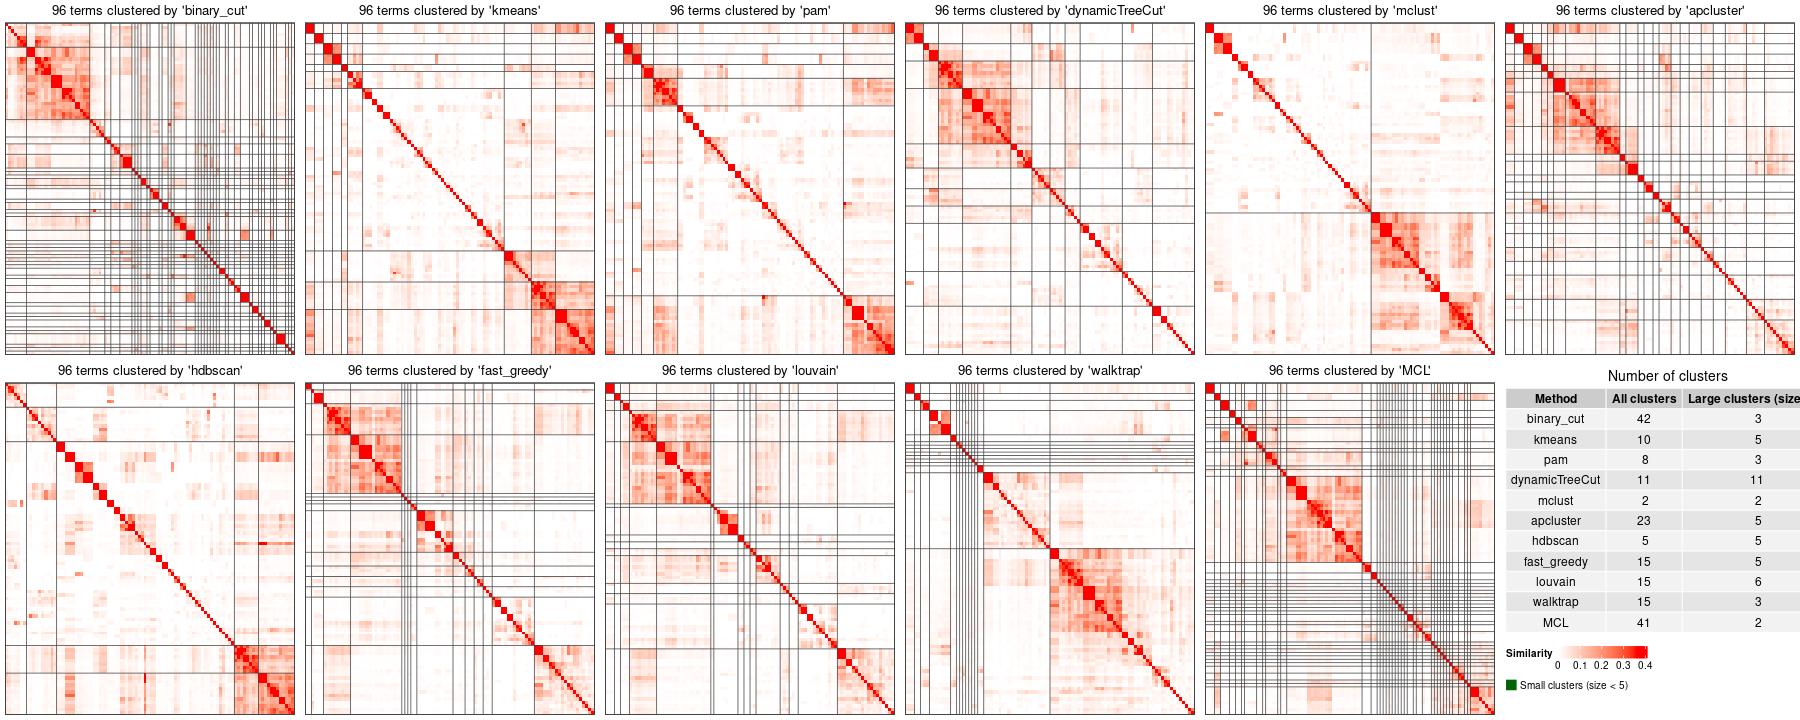 96 terms clustered by 'binary_cut'
96 terms clustered by 'kmeans'
96 terms clustered by 'pam'
96 terms clustered by 'dynamicTreeCut'
96 terms clustered by 'mclust'
96 terms clustered by 'apcluster'
96 terms clustered by 'hdbscan'
96 terms clustered by 'fast_greedy'
96 terms clustered by 'louvain'
96 terms clustered by 'walktrap'
96 terms clustered by 'MCL'
Number of clusters
Method All clusters Large clusters (size
binary_cut 42 3
kmeans 10 5
pam 8 3
dynamicTreeCut 11 11
mclust 2 2
apcluster 23 5
hdbscan 5 5
fast_greedy 15 5
louvain 15 6
walktrap 15 3
MCL 41 2
Similarity
0 0.1 0.2 0.3 0.4
Small clusters (size < 5)